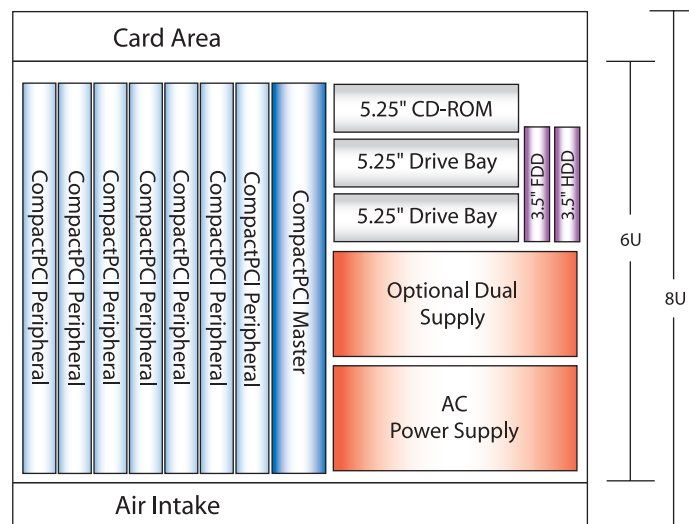 Card Area
CompactPCI Peripheral
CompactPCI Peripheral
CompactPCI Peripheral
CompactPCI Peripheral
CompactPCI Peripheral
CompactPCI Peripheral
CompactPCI Peripheral
CompactPCI Master
5.25" CD-ROM
5.25" Drive Bay
5.25" Drive Bay
3.5" FDD
3.5" HDD
Optional Dual
Supply
AC
Power Supply
6U
8U
Air Intake